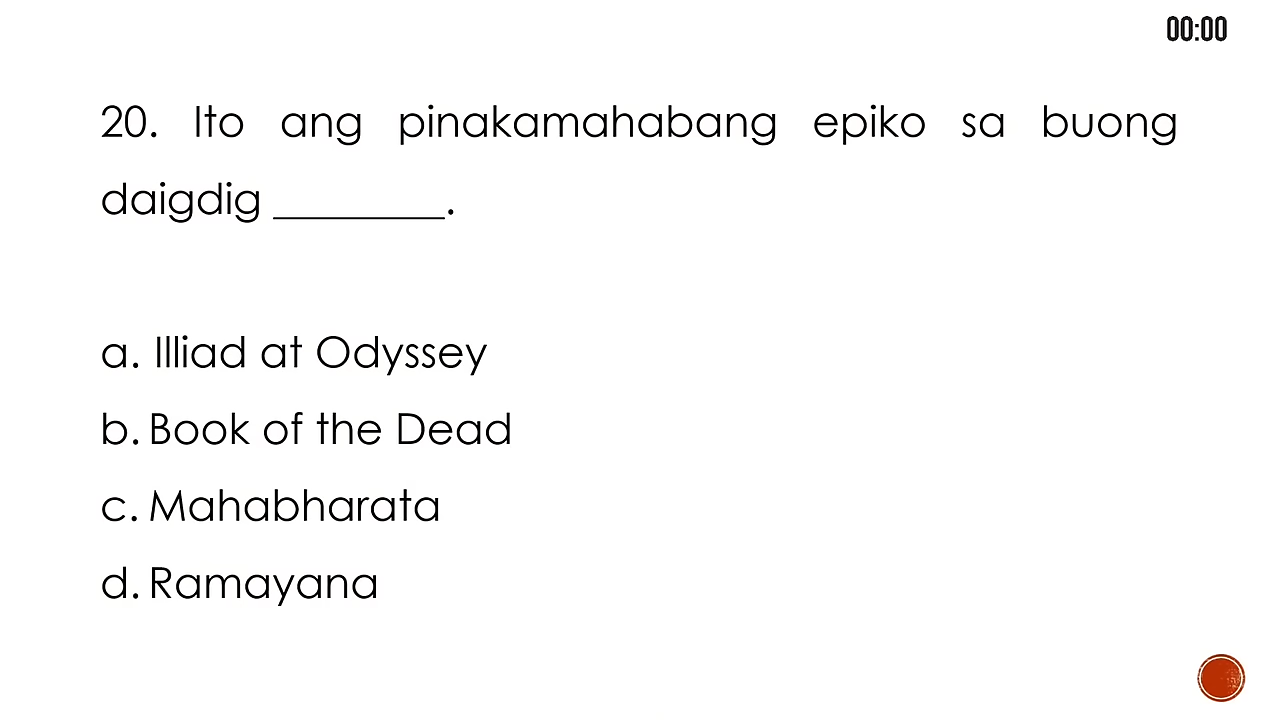 00:00
20. Ito ang pinakamahabang epiko sa buong
daigdig ________.
a. Illiad at Odyssey
b. Book of the Dead
c. Mahabharata
d. Ramayana